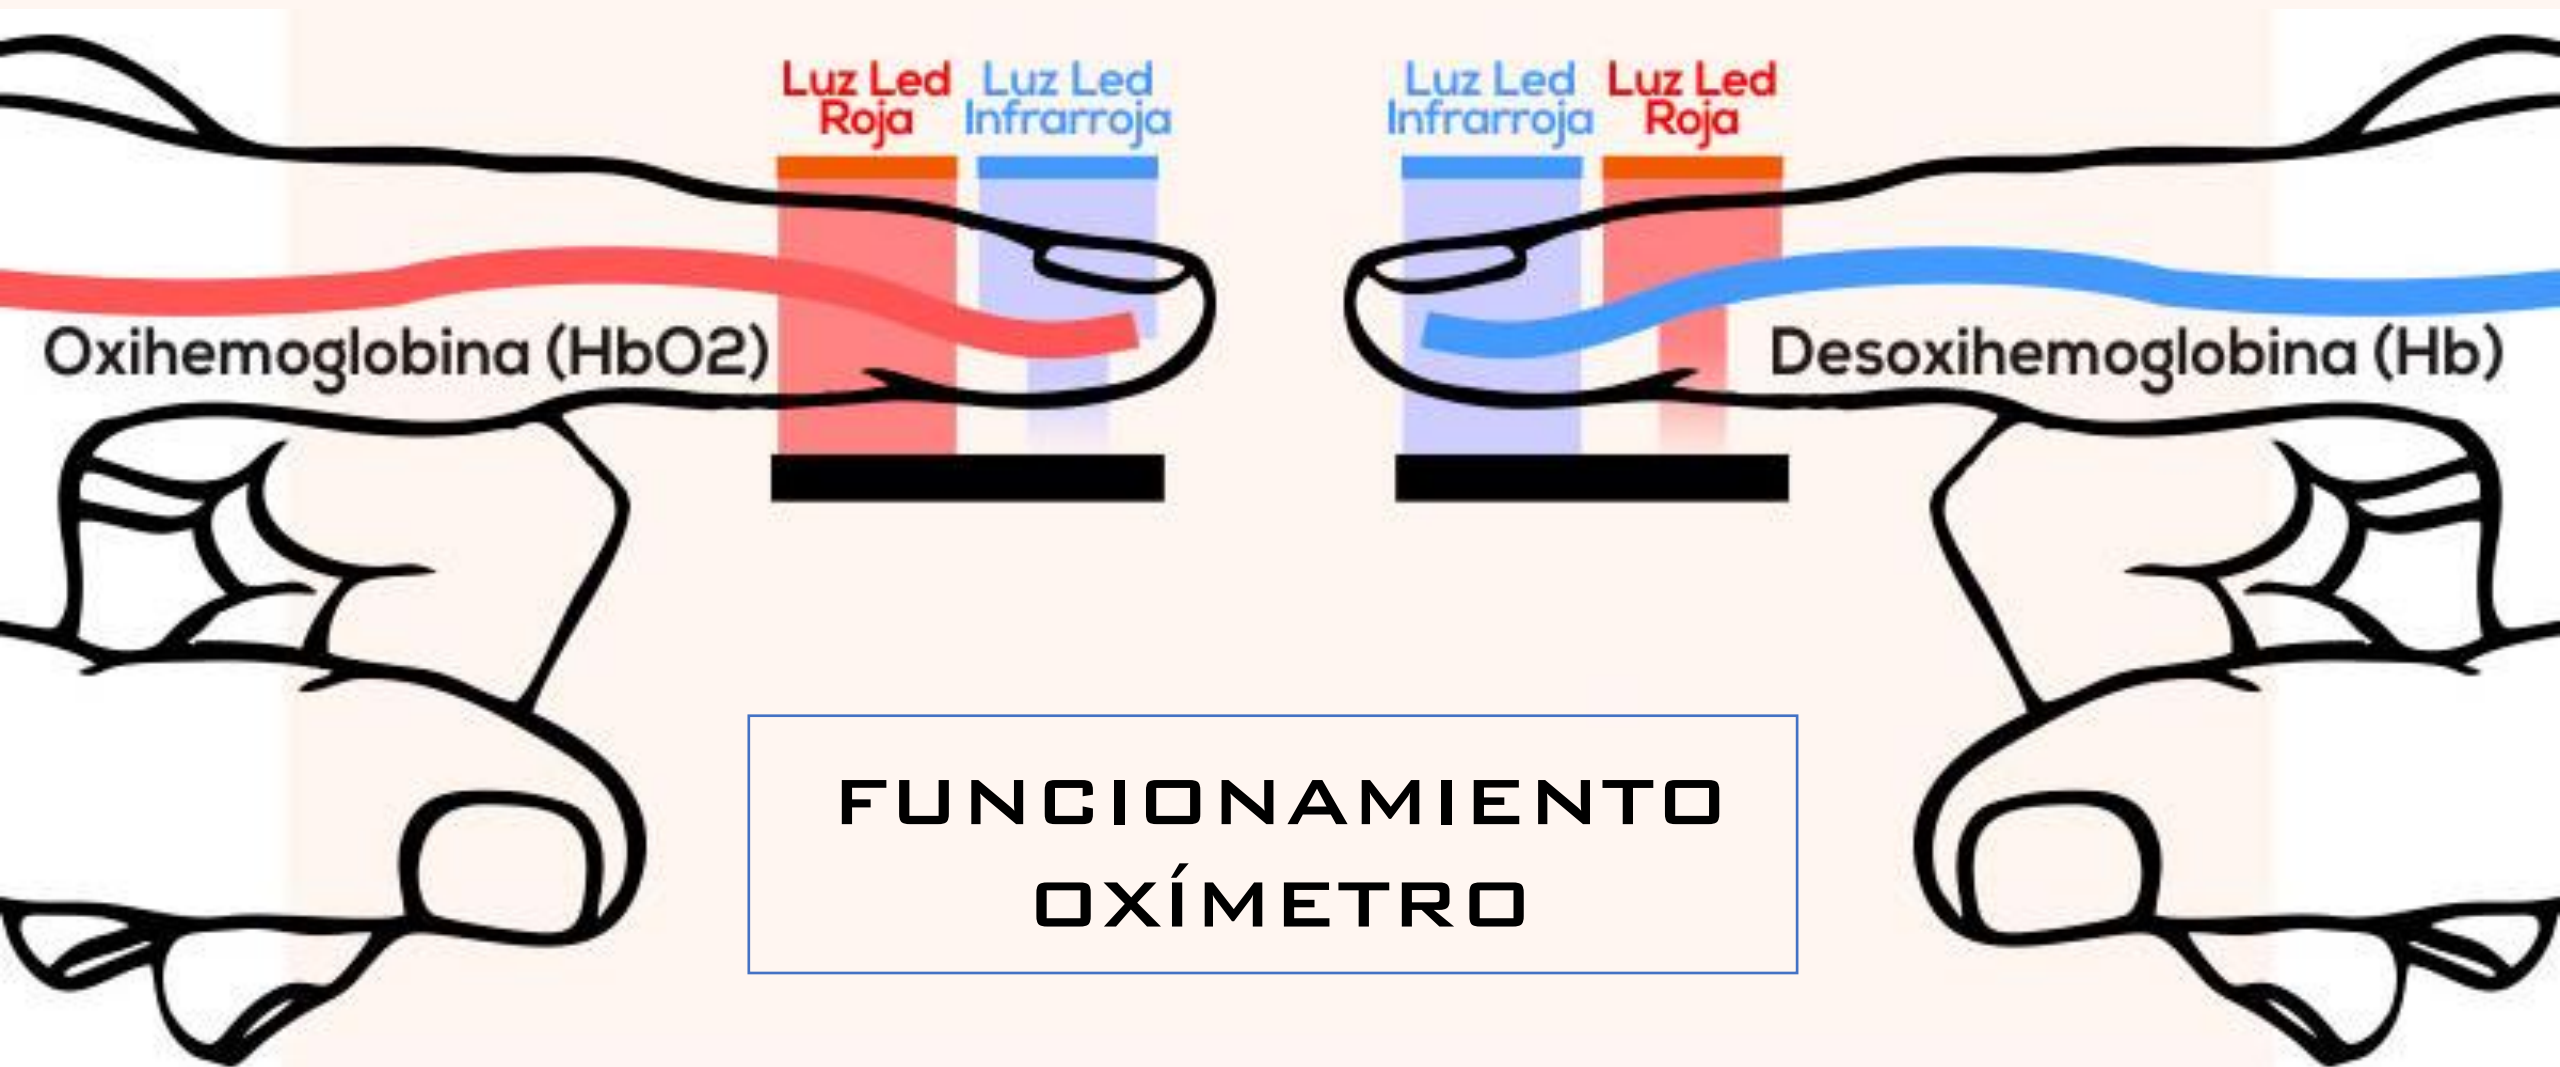 Luz Led
Roja
Luz Led
Infrarroja
Luz Led
Infrarroja
Luz Led
Roja
Oxihemoglobina (HbO2)
Desoxihemoglobina (Hb)
FUNCIONAMIENTO
OXÍMETRO